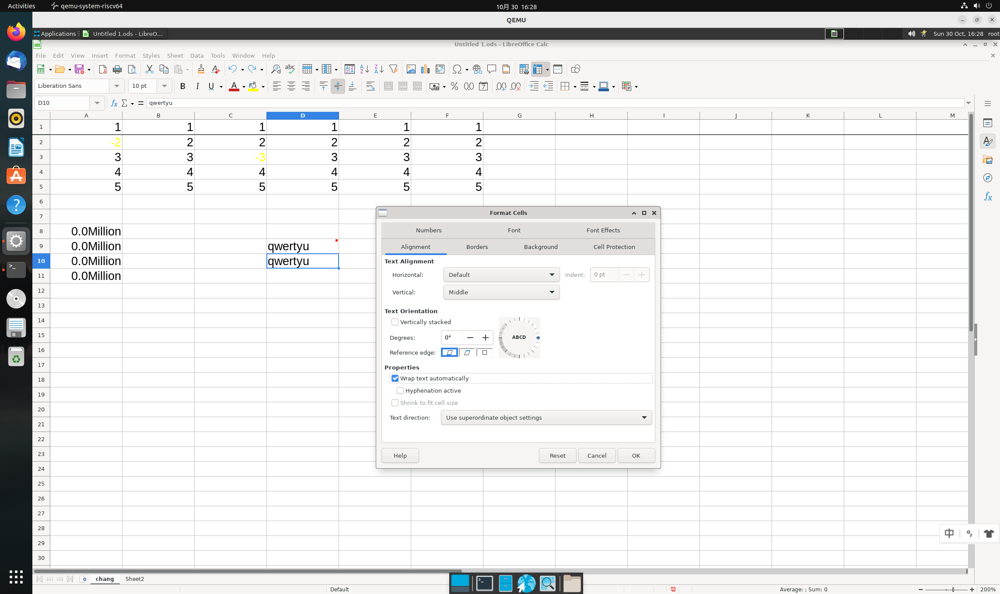 Activities qemu-system-riscv64 10月 30 16:28
QEMU
Applications Untitled 1.ods - LibreO... Sun 30 Oct, 16:28 root
Untitled 1.ods - LibreOffice Calc
File Edit View Insert Format Styles Sheet Data Tools Window Help
Liberation Sans 10 pt
D10 qwertyu
A B C D E F G H I J K L M
1 1 1 1 1 1 1
2 -2 2 2 2 2 2
3 3 3 -3 3 3 3
4 4 4 4 4 4 4
5 5 5 5 5 5 5
6
7
8 0.0Million
9 0.0Million qwertyu
10 0.0Million qwertyu
11 0.0Million
12
13
14
15
16
17
18
19
20
21
22
23
24
25
26
27
28
29
30
Format Cells
Numbers Font Font Effects
Alignment Borders Background Cell Protection
Text Alignment
Horizontal: Default Indent: 0 pt
Vertical: Middle
Text Orientation
Vertically stacked
Degrees: 0°
ABCD
Reference edge:
Properties
Wrap text automatically
Hyphenation active
Shrink to fit cell size
Text direction: Use superordinate object settings
Help Reset Cancel OK
中
chang Sheet2
Default Average: ; Sum: 0 200%